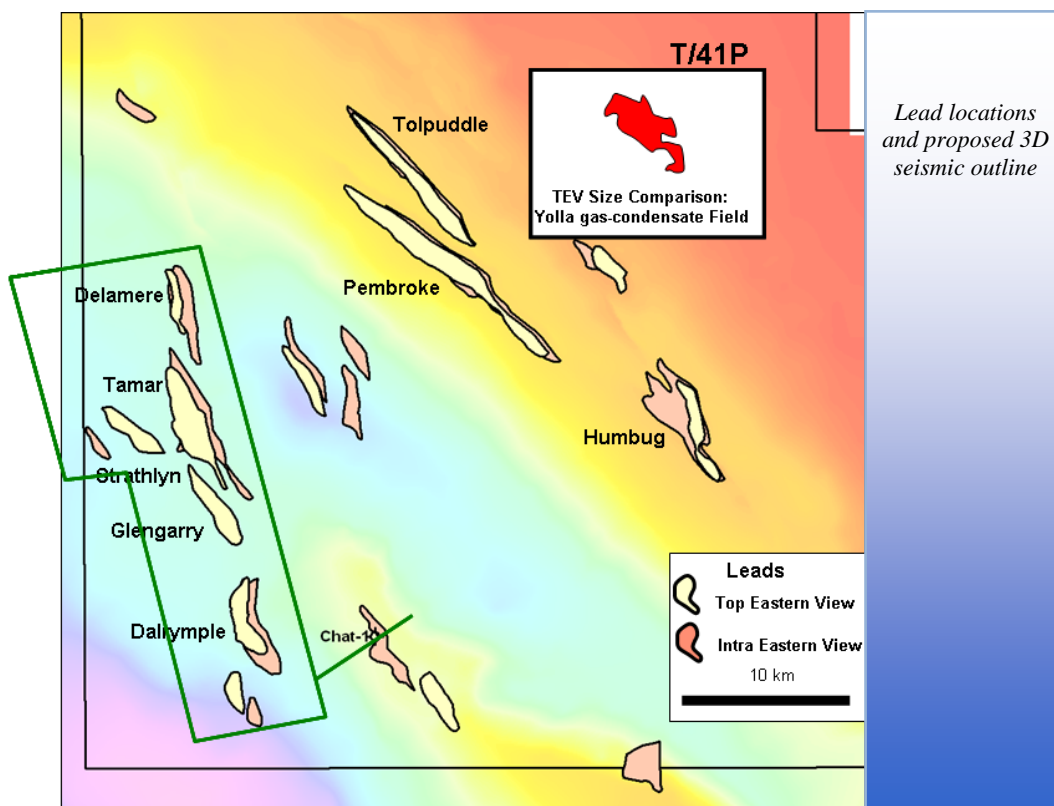 T/41P
Lead locations
and proposed 3D
seismic outline
Tolpuddle
TEV Size Comparison:
Yolla gas-condensate Field
Pembroke
Delamere
Tamar
Humbug
Strathlyn
Glengarry
Leads
Top Eastern View
Dalrymple
Chat-1
Intra Eastern View
10 km